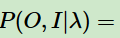 P(O, I|λ) =